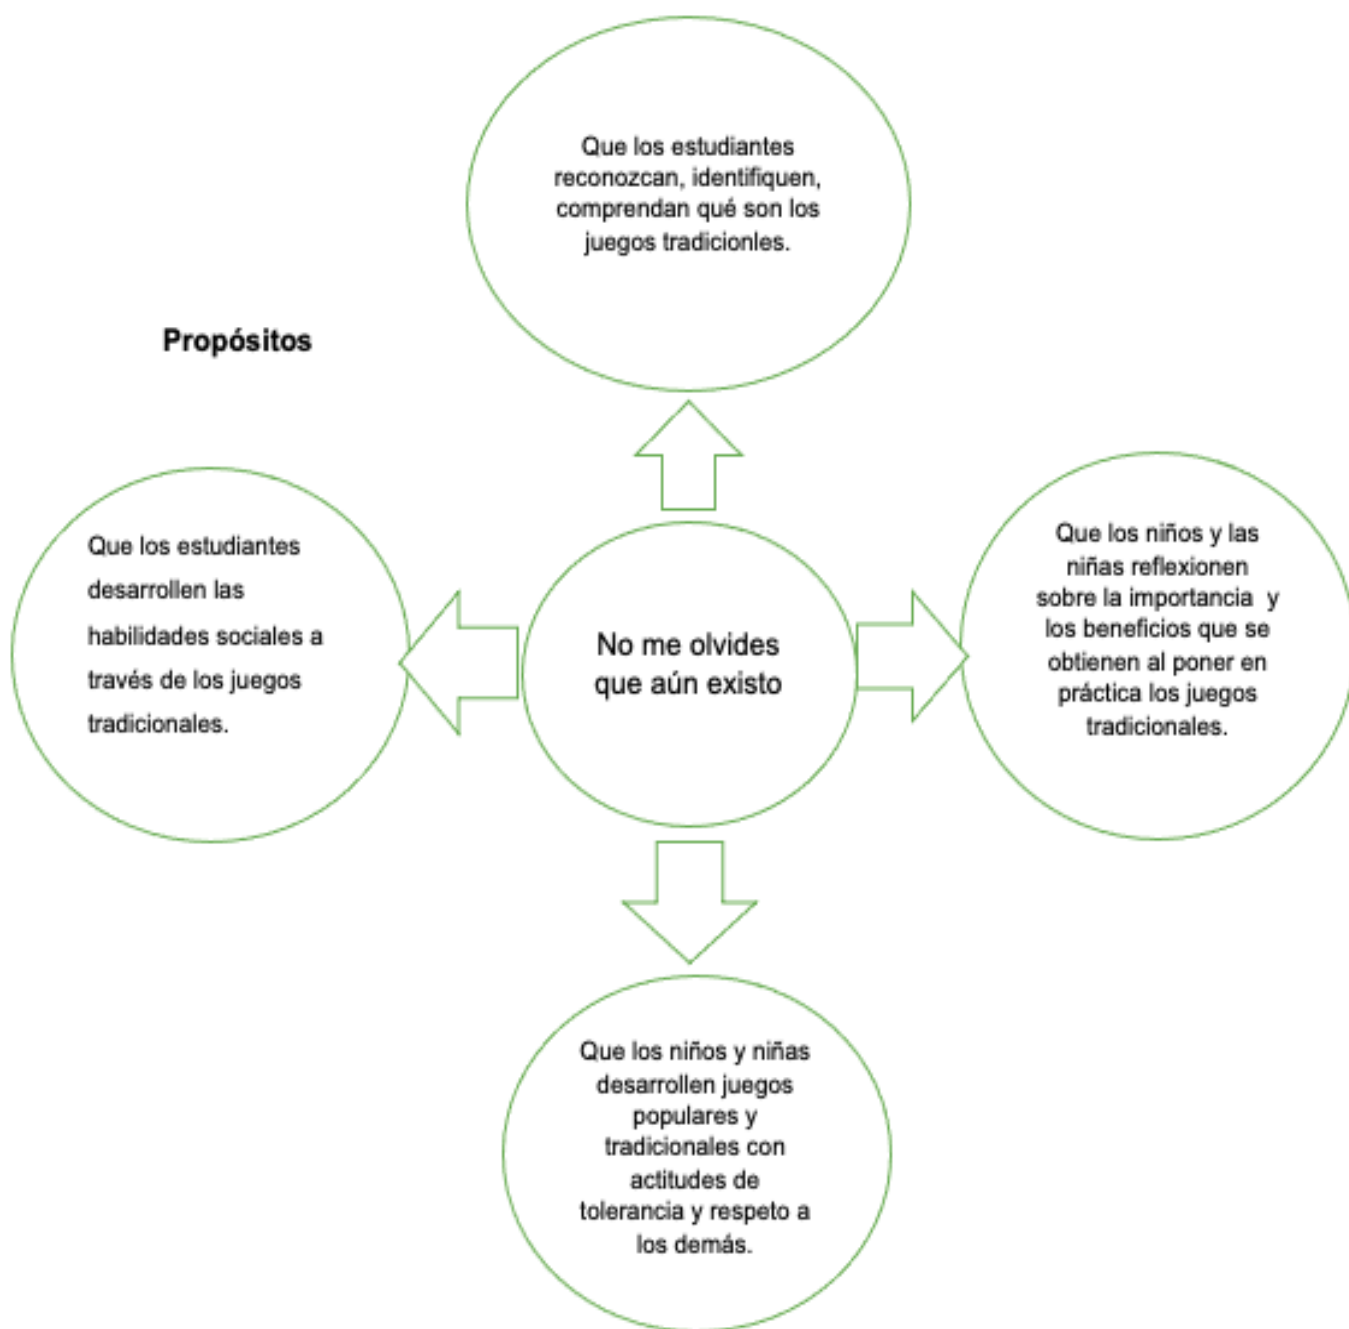 Que los estudiantes
reconozcan, identifiquen,
comprendan qué son los
juegos tradicionles.
Propósitos
Que los estudiantes
desarrollen las
habilidades sociales a
través de los juegos
tradicionales.
No me olvides
que aún existo
Que los niños y las
niñas reflexionen
sobre la importancia y
los beneficios que se
obtienen al poner en
práctica los juegos
tradicionales.
Que los niños y niñas
desarrollen juegos
populares y
tradicionales con
actitudes de
tolerancia y respeto a
los demás.